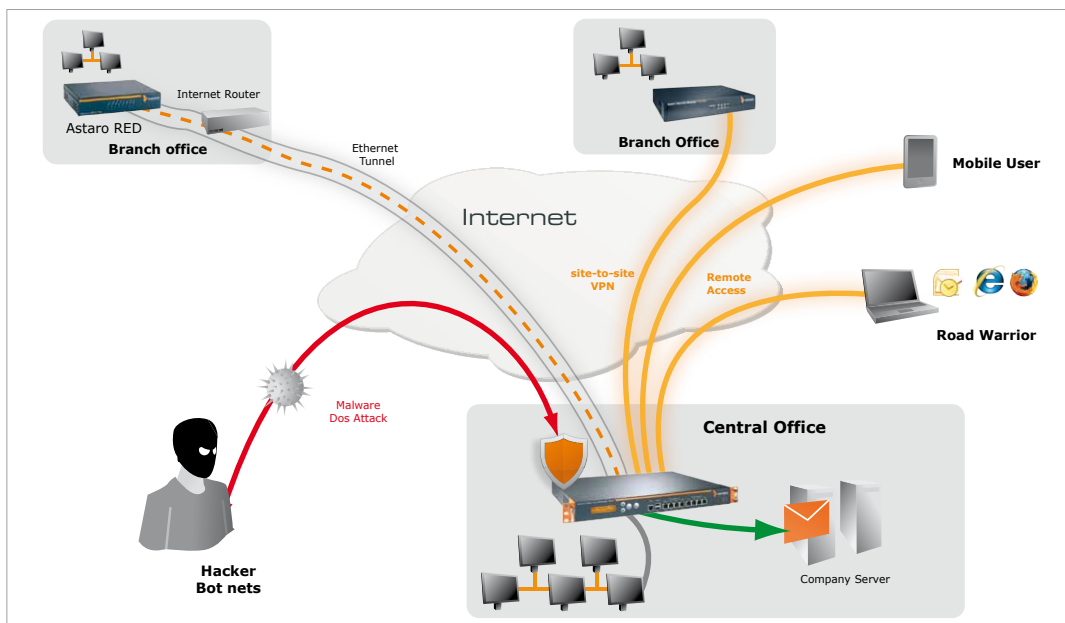 Internet Router
Astaro RED
Branch office
Ethernet
Tunnel
Branch Office
Mobile User
Internet
site-to-site
VPN
Remote
Access
Road Warrior
Malware
Dos Attack
Central Office
Hacker
Bot nets
Company Server